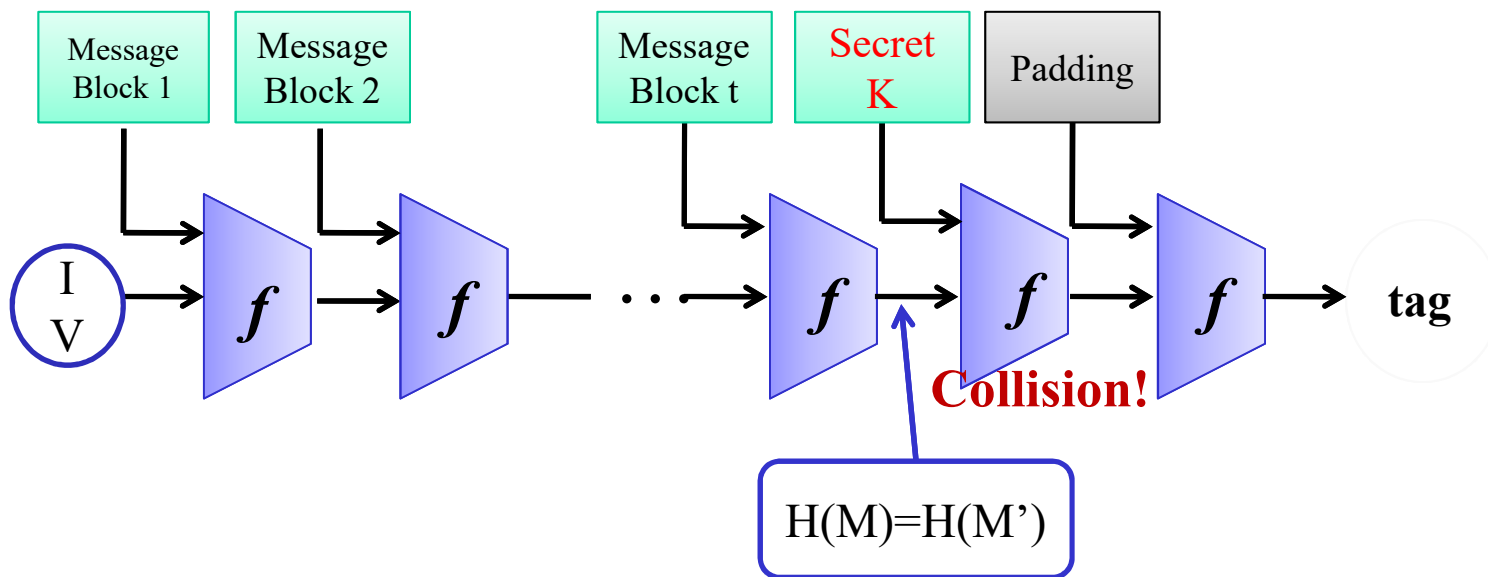 Message
Block 1
Message
Block 2
Message
Block t
Secret
K
Padding
I
V
f
f
. . .
f
f
f
tag
Collision!
H(M)=H(M’)